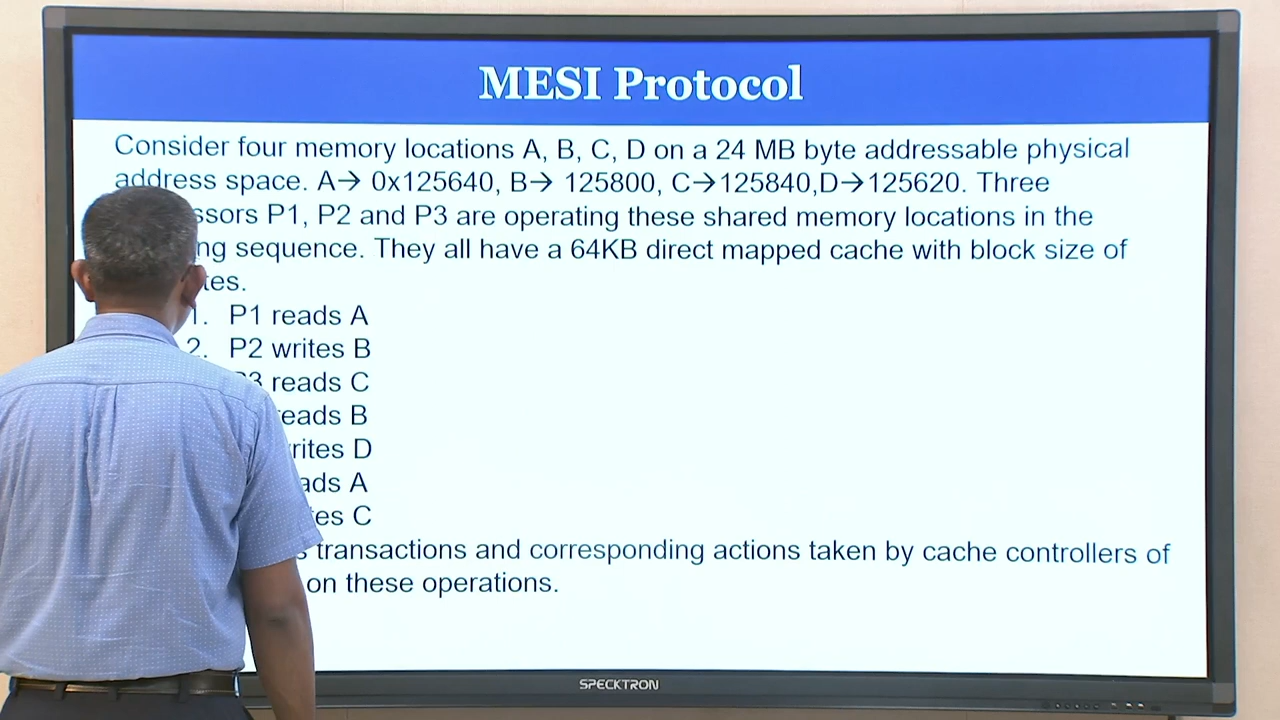 MESI Protocol
Consider four memory locations A, B, C, D on a 24 MB byte addressable physical
address space. A→ 0x125640, B→ 125800, C→125840,D→125620. Three
ssors P1, P2 and P3 are operating these shared memory locations in the
ng sequence. They all have a 64KB direct mapped cache with block size of
tes.
1. P1 reads A
2. P2 writes B
P3 reads C
eads B
rites D
ads A
es C
s transactions and corresponding actions taken by cache controllers of
on these operations.
SPECKTRON